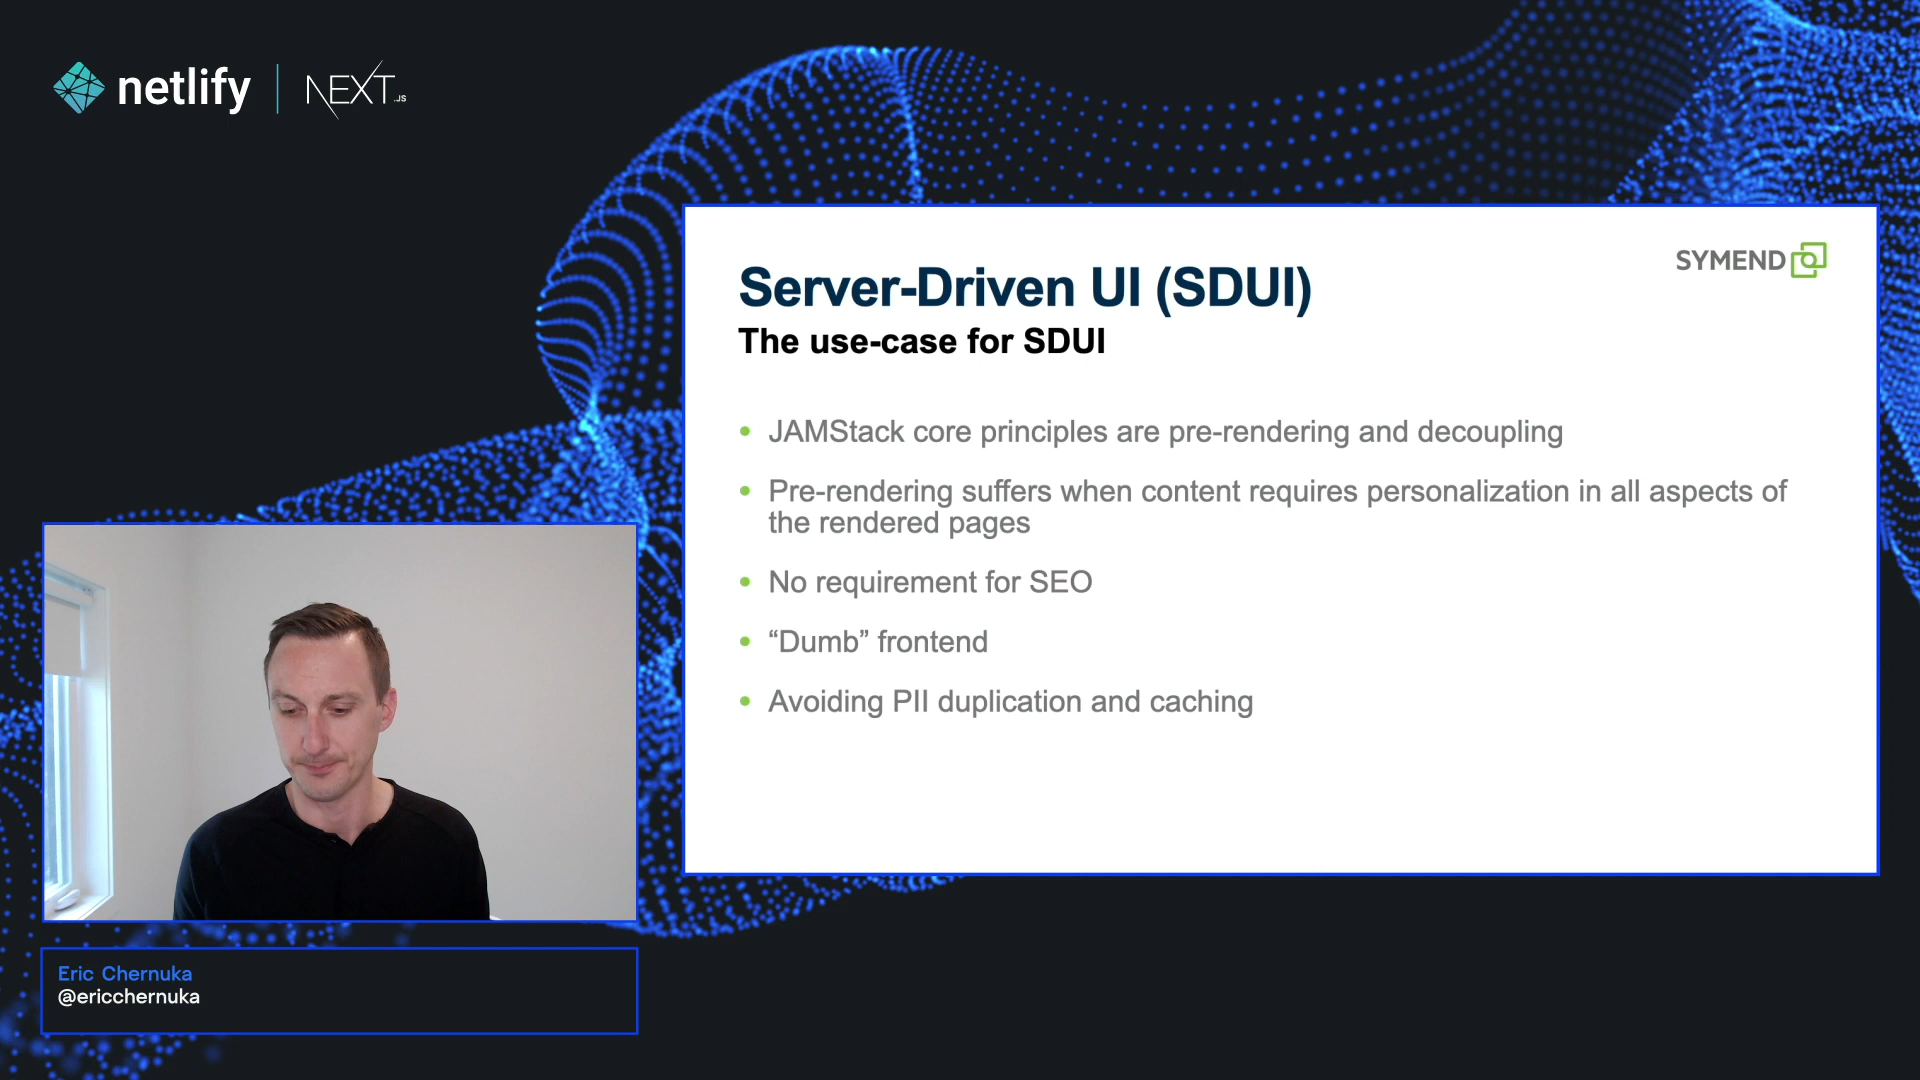 netlify | NEXT.JS
SYMEND
Server-Driven UI (SDUI)
The use-case for SDUI
• JAMStack core principles are pre-rendering and decoupling
• Pre-rendering suffers when content requires personalization in all aspects of
the rendered pages
• No requirement for SEO
• “Dumb” frontend
• Avoiding PII duplication and caching
Eric Chernuka
@ericchernuka